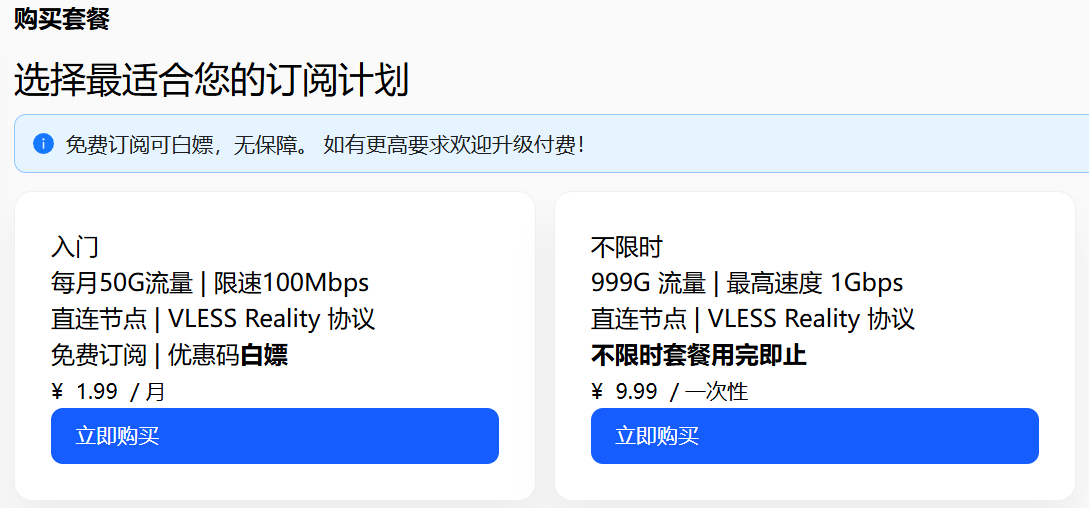 购买套餐
选择最适合您的订阅计划
免费订阅可白嫖，无保障。 如有更高要求欢迎升级付费！
入门
每月50G流量 | 限速100Mbps
直连节点 | VLESS Reality 协议
免费订阅 | 优惠码白嫖
¥ 1.99 / 月
立即购买
不限时
999G 流量 | 最高速度 1Gbps
直连节点 | VLESS Reality 协议
不限时套餐用完即止
¥ 9.99 / 一次性
立即购买